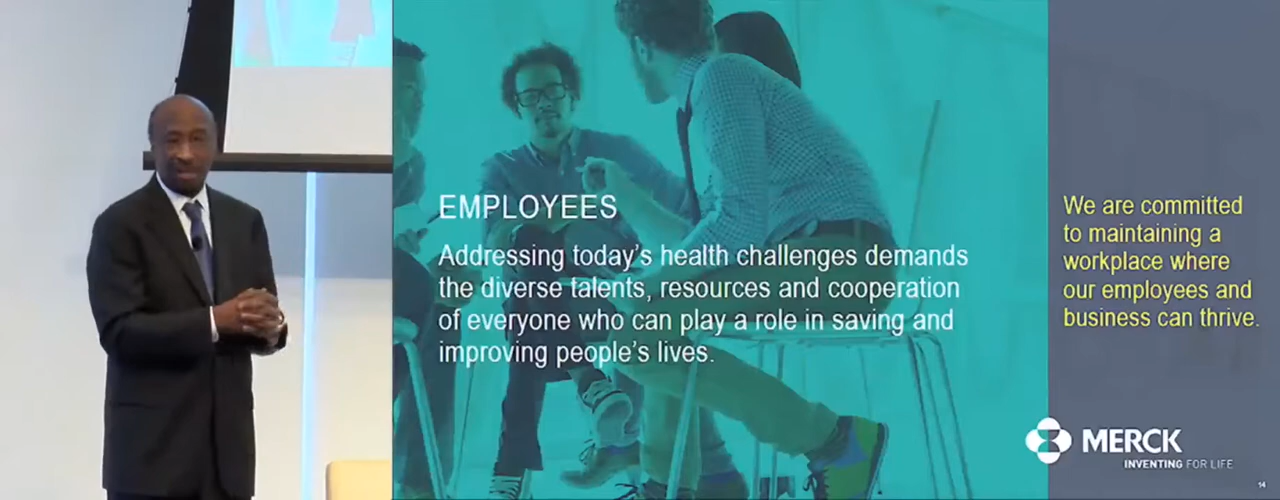 EMPLOYEES
Addressing today's health challenges demands
the diverse talents, resources and cooperation
of everyone who can play a role in saving and
improving people's lives.
We are committed
to maintaining a
workplace where
our employees and
business can thrive.
MERCK
INVENTING FOR LIFE
14